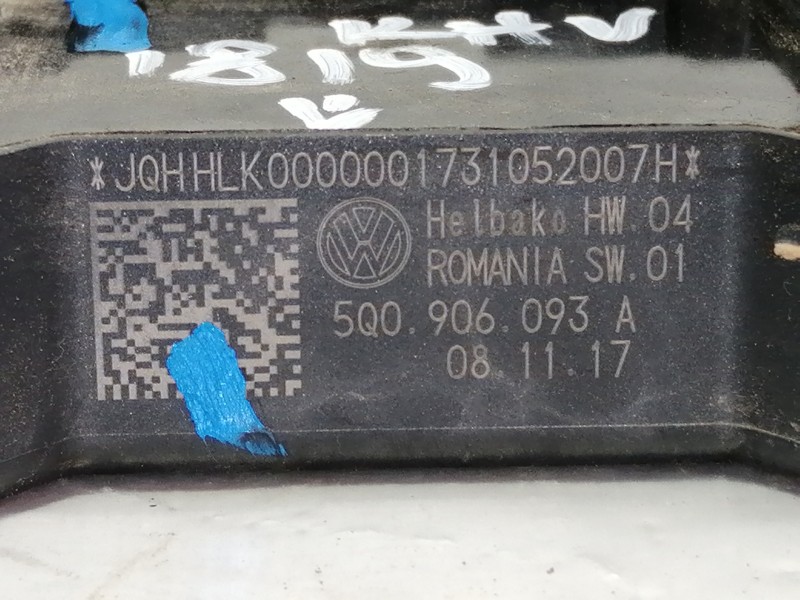 *JQHHLK0000001731052007H*
Helbako HW.04
ROMANIA SW.01
5Q0.906.093 A
08.11.17